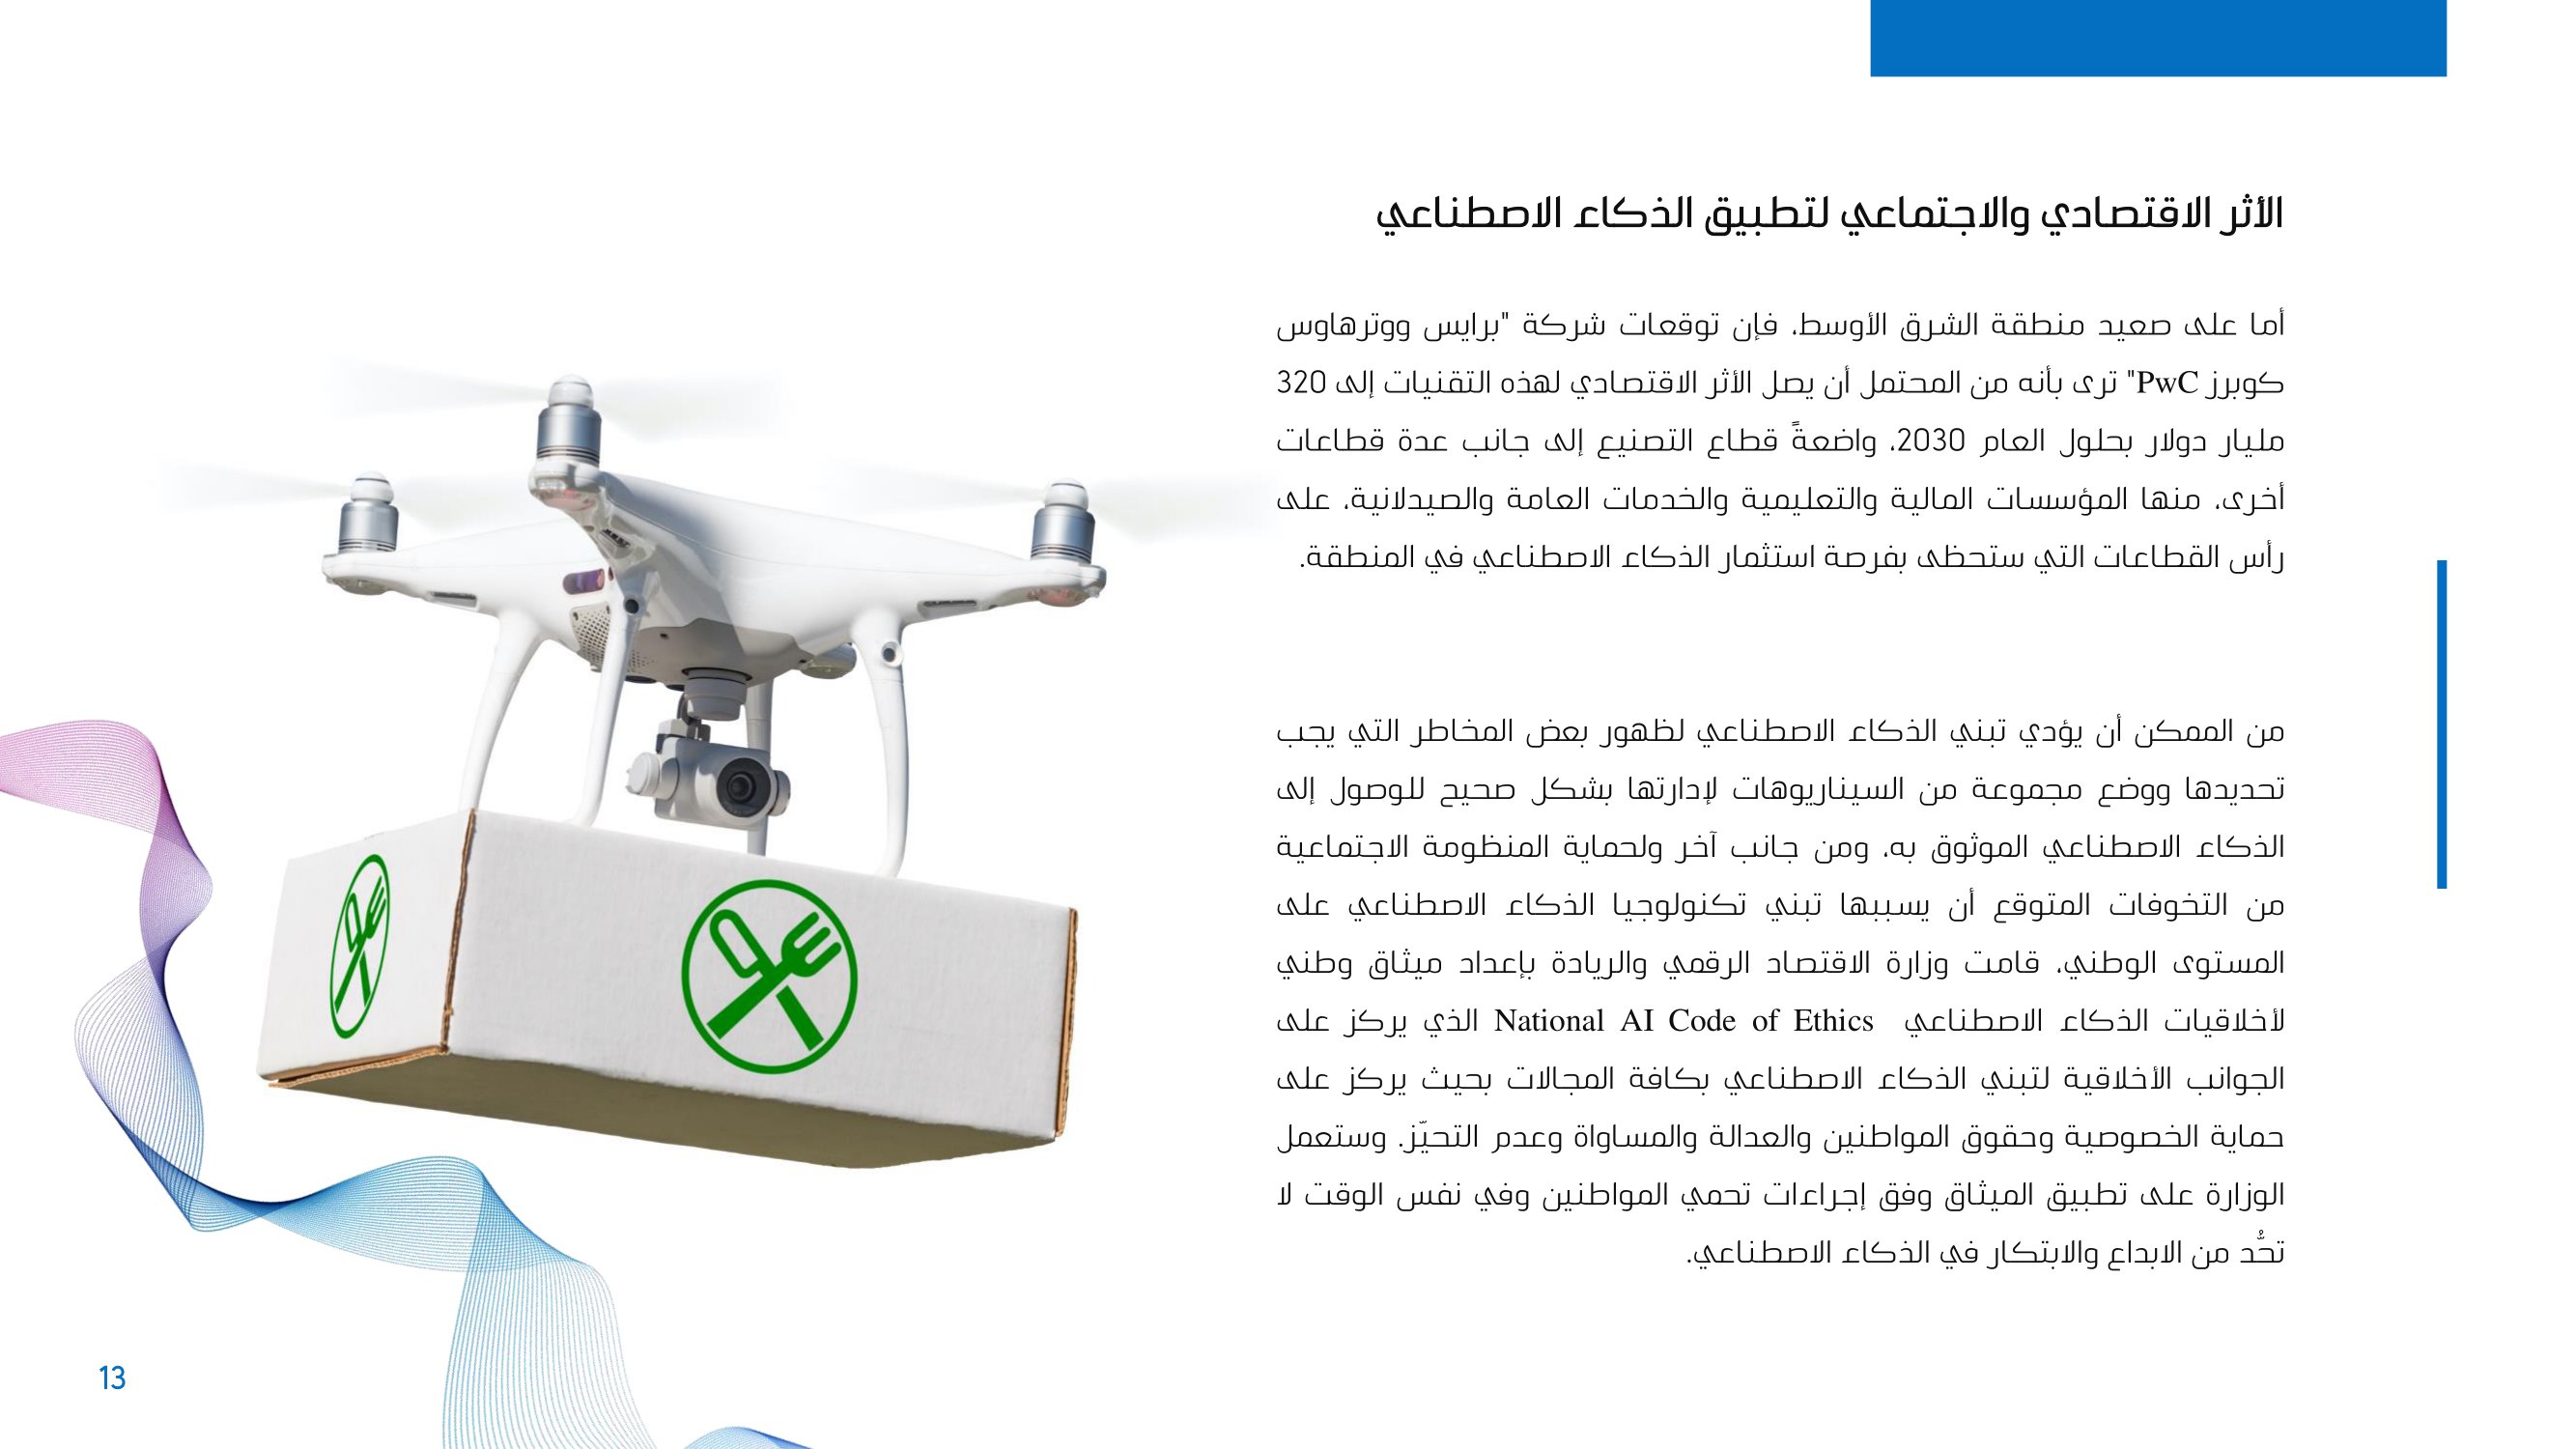 الأثر الاقتصادي والاجتماعي لتطبيق الذكاء الاصطناعي
أما على صعيد منطقة الشرق الأوسط، فإن توقعات شركة "برايس ووترهاوس
كوبرز PwC" ترى بأنه من المحتمل أن يصل الأثر الاقتصادي لهذه التقنيات إلى 320
مليار دولار بحلول العام 2030، واضعةً قطاع التصنيع إلى جانب عدة قطاعات
أخرى، منها المؤسسات المالية والتعليمية والخدمات العامة والصيدلانية، على
رأس القطاعات التي ستحظى بفرصة استثمار الذكاء الاصطناعي في المنطقة.
من الممكن أن يؤدي تبني الذكاء الاصطناعي لظهور بعض المخاطر التي يجب
تحديدها ووضع مجموعة من السيناريوهات لإدارتها بشكل صحيح للوصول إلى
الذكاء الاصطناعي الموثوق به، ومن جانب آخر ولحماية المنظومة الاجتماعية
من التخوفات المتوقع أن يسببها تبني تكنولوجيا الذكاء الاصطناعي على
المستوى الوطني، قامت وزارة الاقتصاد الرقمي والريادة بإعداد ميثاق وطني
لأخلاقيات الذكاء الاصطناعي National AI Code of Ethics الذي يركز على
الجوانب الأخلاقية لتبني الذكاء الاصطناعي بكافة المجالات بحيث يركز على
حماية الخصوصية وحقوق المواطنين والعدالة والمساواة وعدم التحيّز. وستعمل
الوزارة على تطبيق الميثاق وفق إجراءات تحمي المواطنين وفي نفس الوقت لا
تحُّد من الابداع والابتكار في الذكاء الاصطناعي.
13